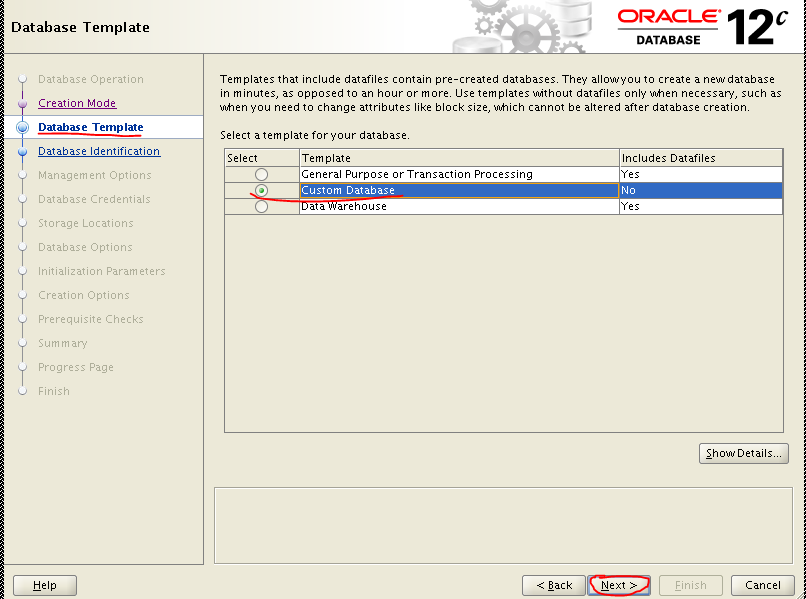 Database Template
ORACLE®
DATABASE
12c
Database Operation
Creation Mode
Database Template
Database Identification
Management Options
Database Credentials
Storage Locations
Database Options
Initialization Parameters
Creation Options
Prerequisite Checks
Summary
Progress Page
Finish
Templates that include datafiles contain pre-created databases. They allow you to create a new database
in minutes, as opposed to an hour or more. Use templates without datafiles only when necessary, such as
when you need to change attributes like block size, which cannot be altered after database creation.
Select a template for your database.
Select Template Includes Datafiles
General Purpose or Transaction Processing Yes
Custom Database No
Data Warehouse Yes
Show Details...
Help
< Back
Next >
Finish
Cancel